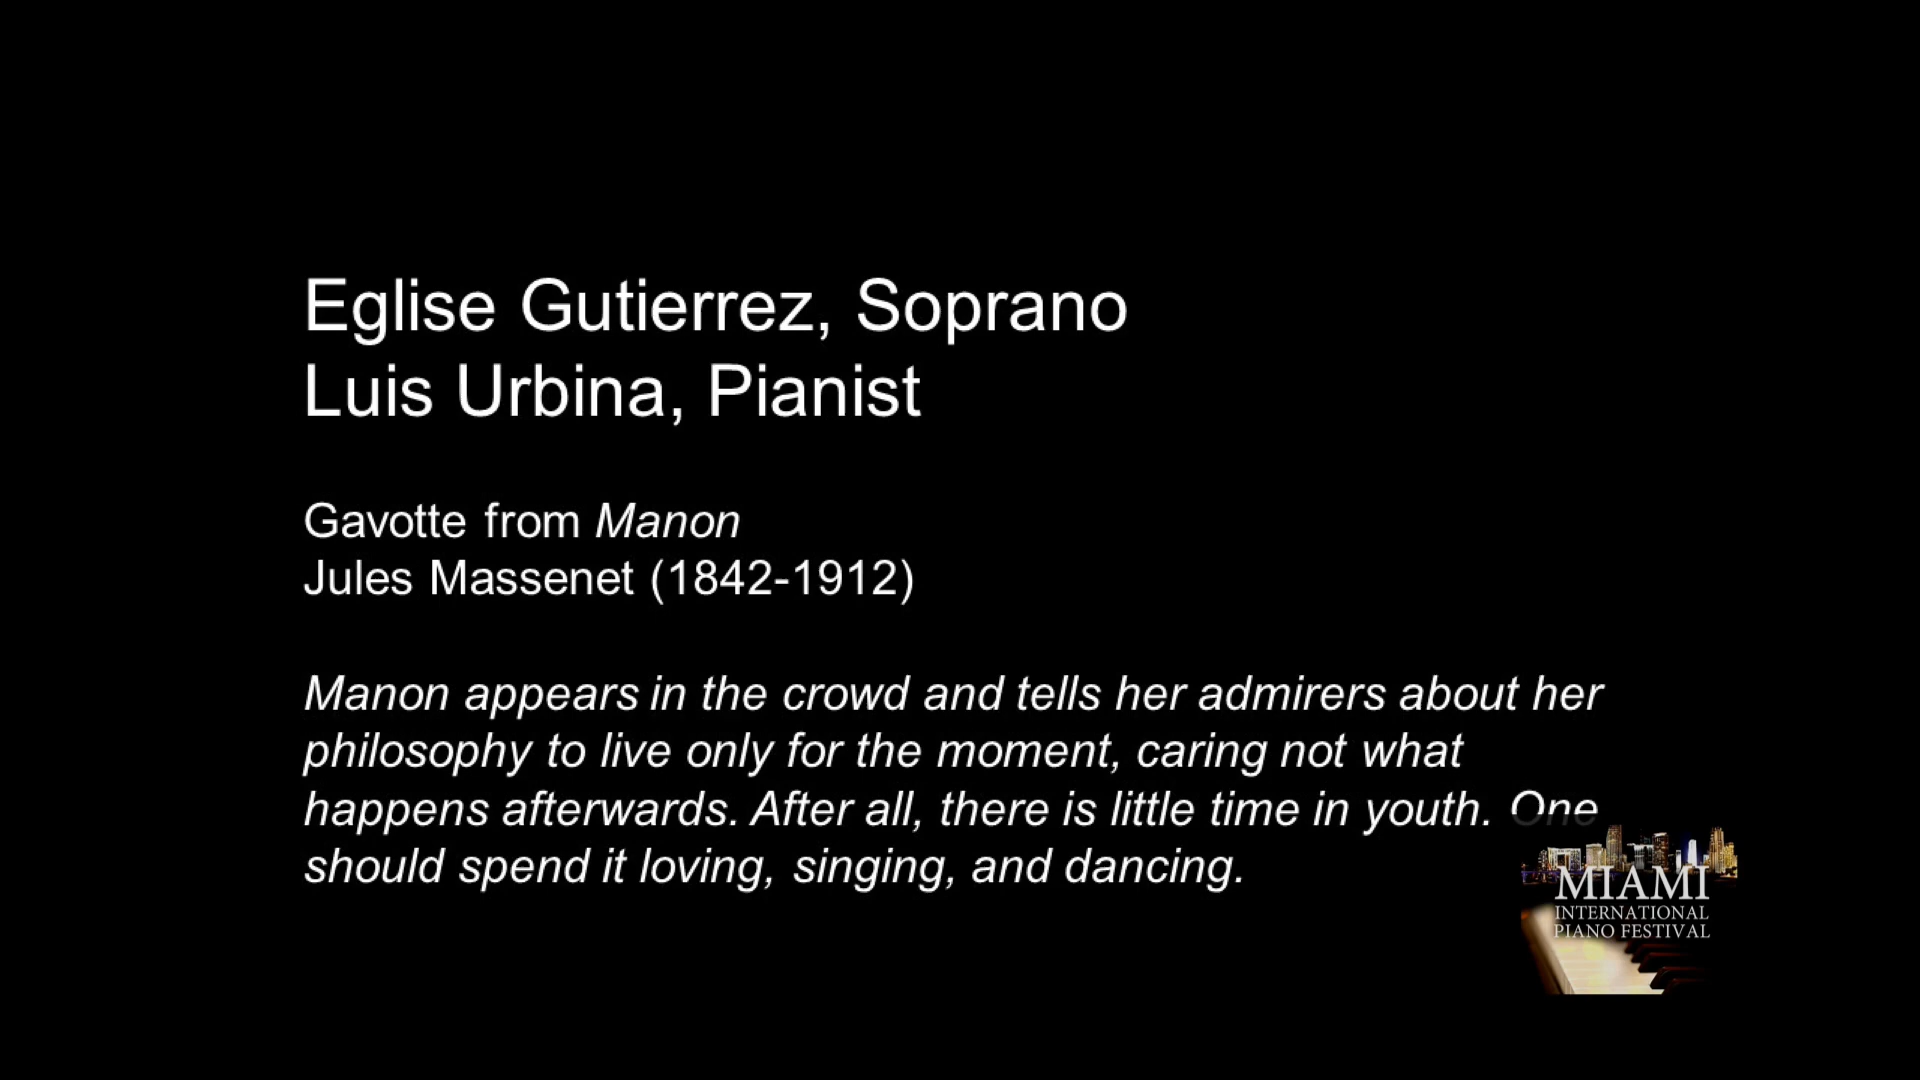 Eglise Gutierrez, Soprano
Luis Urbina, Pianist
Gavotte from Manon
Jules Massenet (1842-1912)
Manon appears in the crowd and tells her admirers about her
philosophy to live only for the moment, caring not what
happens afterwards. After all, there is little time in youth. One
should spend it loving, singing, and dancing.
MIAMI
INTERNATIONAL
PIANO FESTIVAL